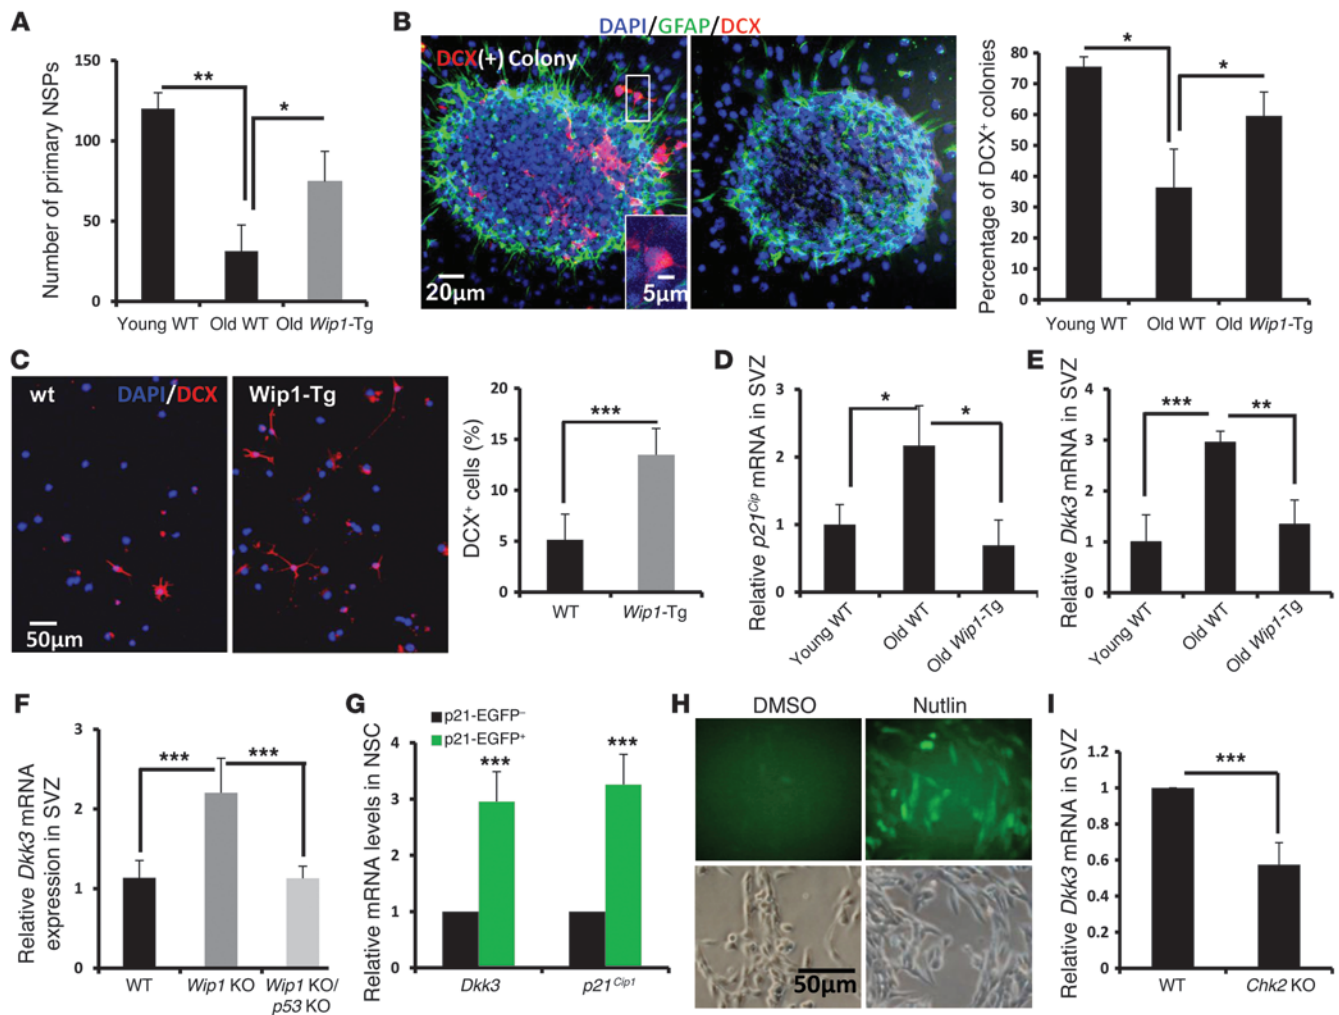 A
Number of primary NSPs
150
100
50
0
**
*
Young WT Old WT Old Wip1-Tg
B
DAPI/GFAP/DCX
DCX(+) Colony
20μm
5μm
Percentage of DCX⁺ colonies
80
70
60
50
40
30
20
10
0
*
*
Young WT Old WT Old Wip1-Tg
C
wt DAPI/DCX
50μm
Wip1-Tg
DCX⁺ cells (%)
20
15
10
5
0
***
WT Wip1-Tg
D
Relative p21ᶜⁱᵖ mRNA in SVZ
3
2
1
0
*
*
Young WT
Old WT
Old Wip1-Tg
E
Relative Dkk3 mRNA in SVZ
4
3
2
1
0
***
**
Young WT
Old WT
Old Wip1-Tg
F
Relative Dkk3 mRNA
expression in SVZ
3
2
1
0
***
***
WT Wip1 KO Wip1 KO/
p53 KO
G
p21-EGFP⁻
p21-EGFP⁺
Relative mRNA levels in NSC
4
3
2
1
0
***
***
Dkk3 p21ᶜⁱᵖ¹
H
DMSO Nutlin
50μm
I
Relative Dkk3 mRNA in SVZ
1.2
1
0.8
0.6
0.4
0.2
0
***
WT Chk2 KO